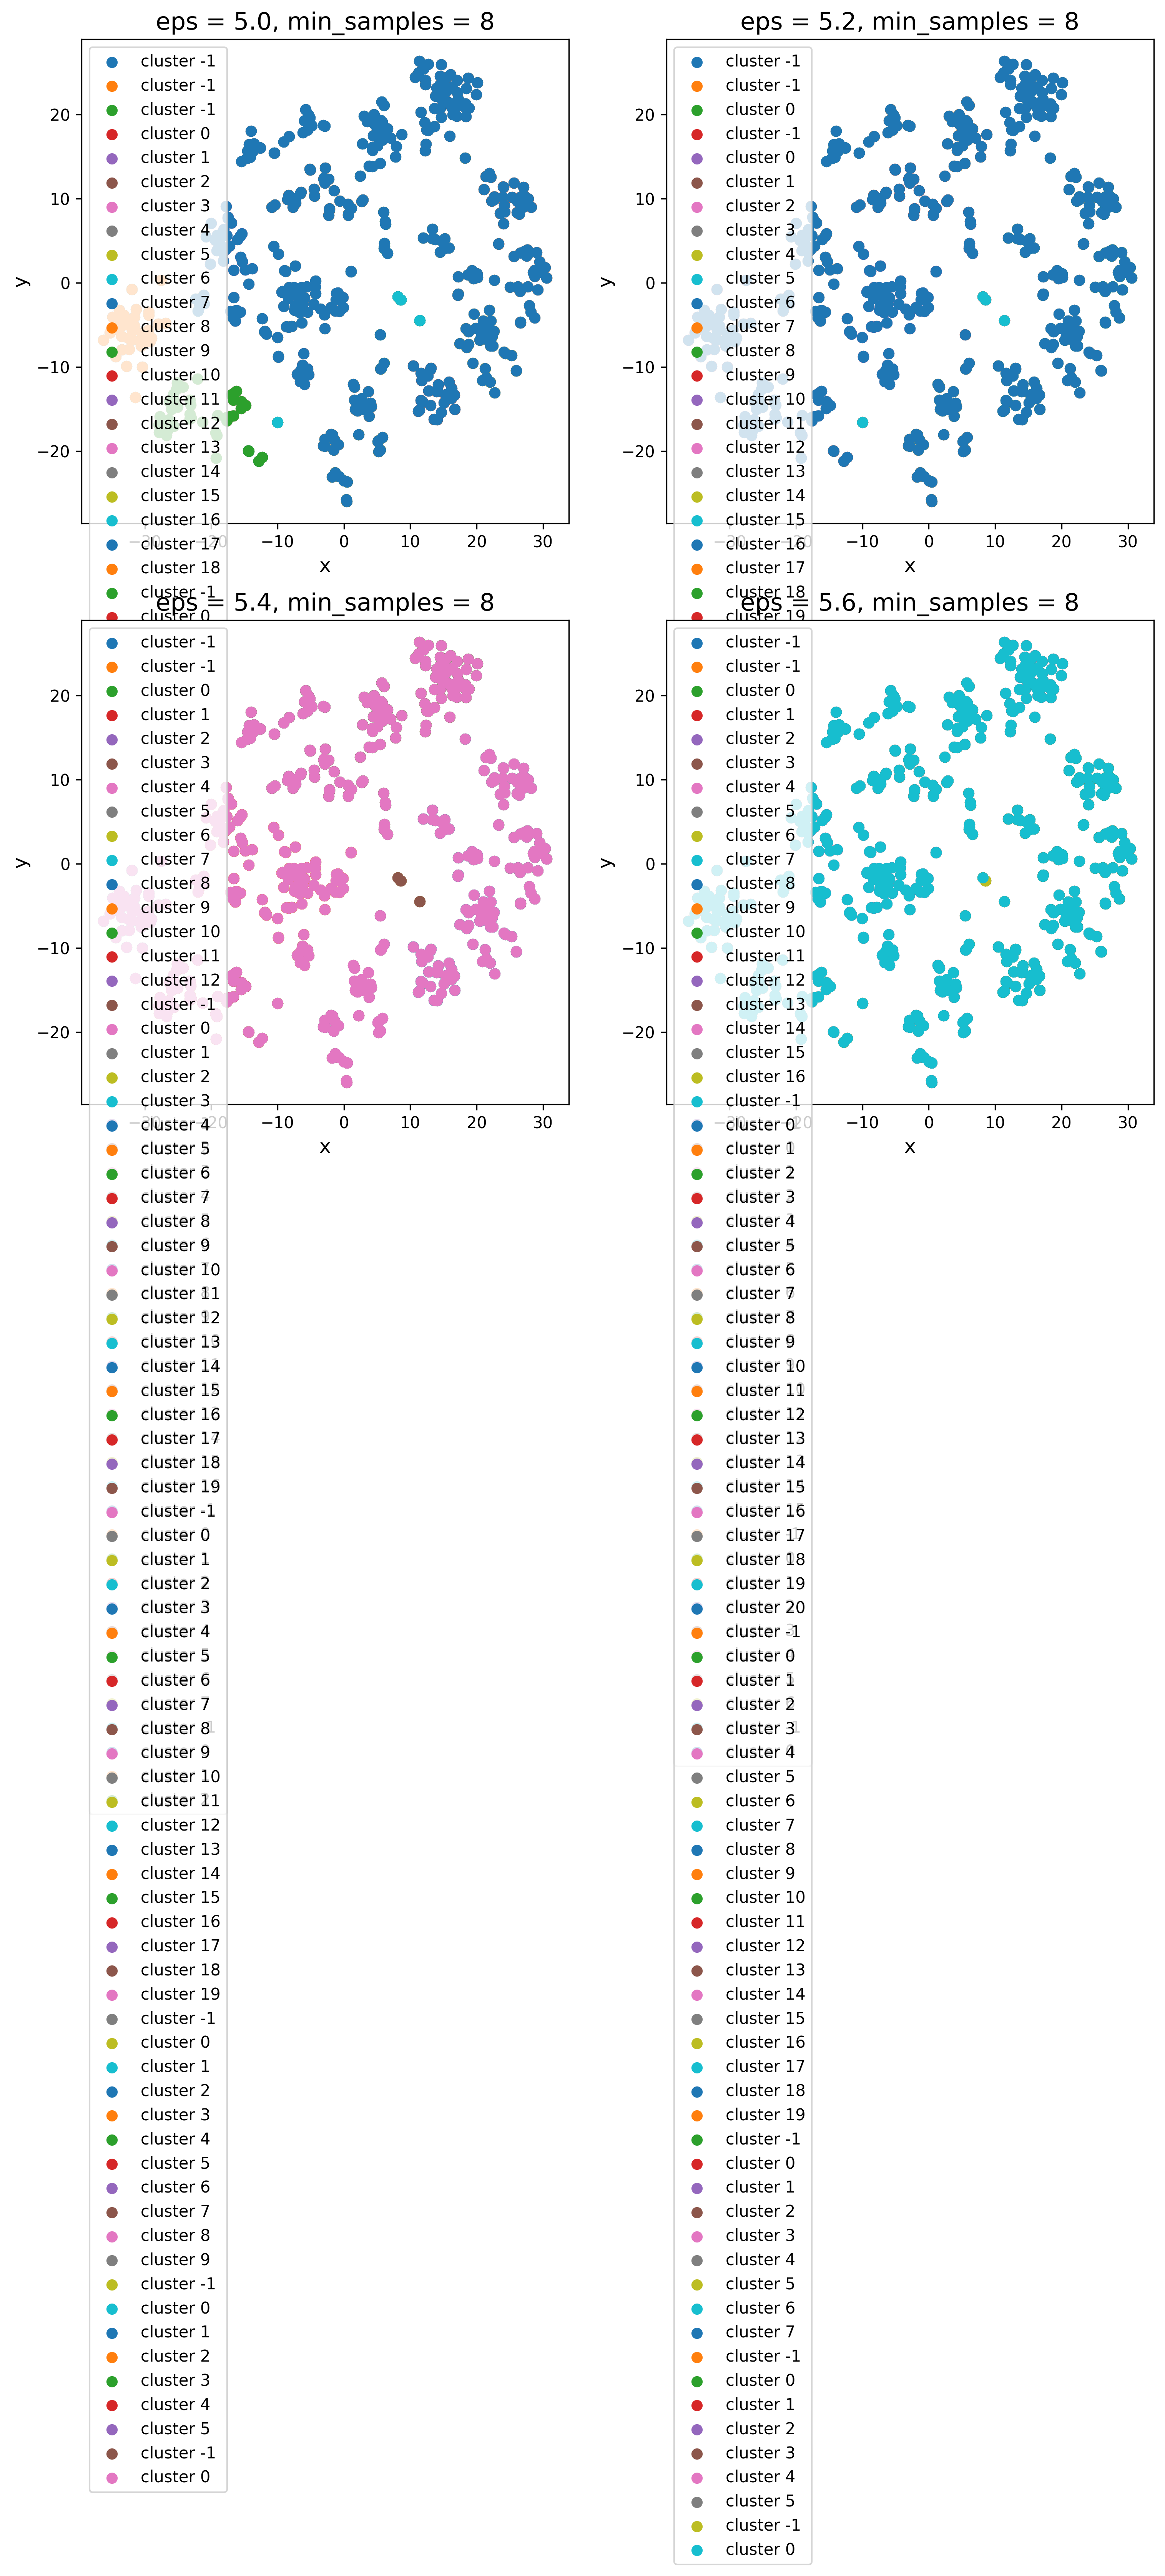 eps = 5.0, min_samples = 8
y
20
10
0
−10
−20
cluster -1
cluster -1
cluster -1
cluster 0
cluster 1
cluster 2
cluster 3
cluster 4
cluster 5
cluster 6
cluster 7
cluster 8
cluster 9
cluster 10
cluster 11
cluster 12
cluster 13
cluster 14
cluster 15
cluster 16
cluster 17
cluster 18
cluster -1
cluster 0
−10 0 10 20 30
x
eps = 5.2, min_samples = 8
y
20
10
0
−10
−20
cluster -1
cluster -1
cluster 0
cluster -1
cluster 0
cluster 1
cluster 2
cluster 3
cluster 4
cluster 5
cluster 6
cluster 7
cluster 8
cluster 9
cluster 10
cluster 11
cluster 12
cluster 13
cluster 14
cluster 15
cluster 16
cluster 17
cluster 18
cluster 19
−10 0 10 20 30
x
eps = 5.4, min_samples = 8
y
20
10
0
−10
−20
cluster -1
cluster -1
cluster 0
cluster 1
cluster 2
cluster 3
cluster 4
cluster 5
cluster 6
cluster 7
cluster 8
cluster 9
cluster 10
cluster 11
cluster 12
cluster -1
cluster 0
cluster 1
cluster 2
cluster 3
cluster 4
cluster 5
cluster 6
cluster 7
cluster 8
cluster 9
cluster 10
cluster 11
cluster 12
cluster 13
cluster 14
cluster 15
cluster 16
cluster 17
cluster 18
cluster 19
cluster -1
cluster 0
cluster 1
cluster 2
cluster 3
cluster 4
cluster 5
cluster 6
cluster 7
cluster 8
cluster 9
cluster 10
cluster 11
cluster 12
cluster 13
cluster 14
cluster 15
cluster 16
cluster 17
cluster 18
cluster 19
cluster -1
cluster 0
cluster 1
cluster 2
cluster 3
cluster 4
cluster 5
cluster 6
cluster 7
cluster 8
cluster 9
cluster -1
cluster 0
cluster 1
cluster 2
cluster 3
cluster 4
cluster 5
cluster -1
cluster 0
−10 0 10 20 30
x
eps = 5.6, min_samples = 8
y
20
10
0
−10
−20
cluster -1
cluster -1
cluster 0
cluster 1
cluster 2
cluster 3
cluster 4
cluster 5
cluster 6
cluster 7
cluster 8
cluster 9
cluster 10
cluster 11
cluster 12
cluster 13
cluster 14
cluster 15
cluster 16
cluster -1
cluster 0
cluster 1
cluster 2
cluster 3
cluster 4
cluster 5
cluster 6
cluster 7
cluster 8
cluster 9
cluster 10
cluster 11
cluster 12
cluster 13
cluster 14
cluster 15
cluster 16
cluster 17
cluster 18
cluster 19
cluster 20
cluster -1
cluster 0
cluster 1
cluster 2
cluster 3
cluster 4
cluster 5
cluster 6
cluster 7
cluster 8
cluster 9
cluster 10
cluster 11
cluster 12
cluster 13
cluster 14
cluster 15
cluster 16
cluster 17
cluster 18
cluster 19
cluster -1
cluster 0
cluster 1
cluster 2
cluster 3
cluster 4
cluster 5
cluster 6
cluster 7
cluster -1
cluster 0
cluster 1
cluster 2
cluster 3
cluster 4
cluster 5
cluster -1
cluster 0
−10 0 10 20 30
x